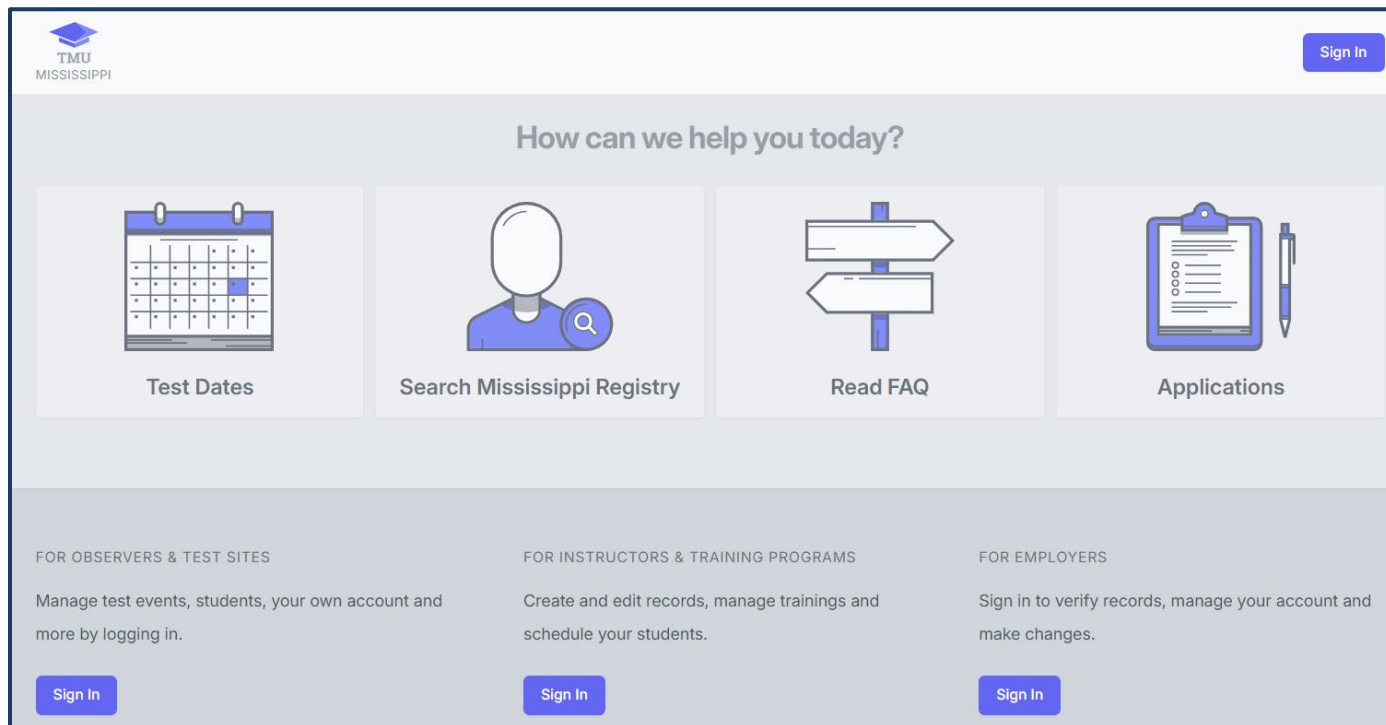 TMU
MISSISSIPPI
Sign In
How can we help you today?
Test Dates
Search Mississippi Registry
Read FAQ
Applications
FOR OBSERVERS & TEST SITES
Manage test events, students, your own account and
more by logging in.
Sign In
FOR INSTRUCTORS & TRAINING PROGRAMS
Create and edit records, manage trainings and
schedule your students.
Sign In
FOR EMPLOYERS
Sign in to verify records, manage your account and
make changes.
Sign In